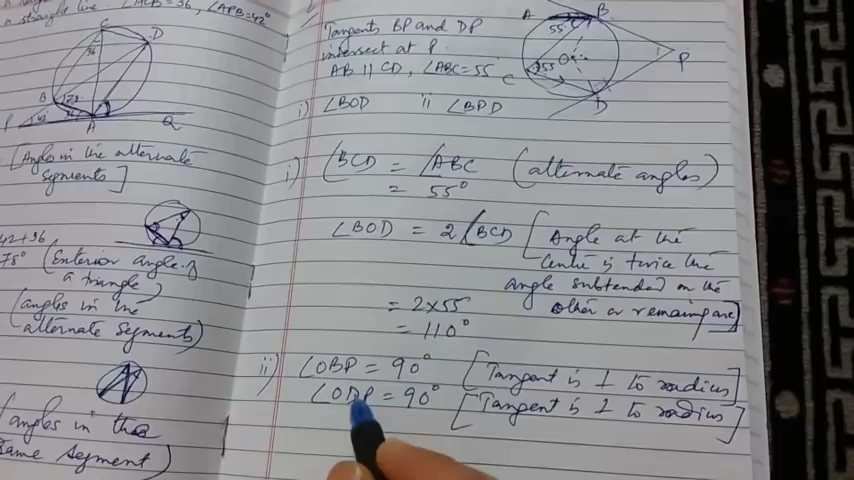 a straight line. ∠ACB = 36, ∠APB = 42°
C
D
36
B
78
P
42
A
Q
[Angles in the alternate
segments]
42+36
78° (Exterior angle of
a triangle)
(angles in the
alternate segments)
(angles in the
same segment)
Tangents BP and DP
intersect at P.
AB || CD, ∠ABC = 55
i) ∠BOD ii ∠BPD
A
B
55
O
C
55
D
P
i) ∠BCD = ∠ABC (alternate angles)
= 55°
∠BOD = 2 ∠BCD [Angle at the
centre is twice the
angle subtended on the
other or remaining arc]
= 2×55
= 110°
ii) ∠OBP = 90° [Tangent is ⊥ to radius]
∠ODP = 90° [Tangent is ⊥ to radius]